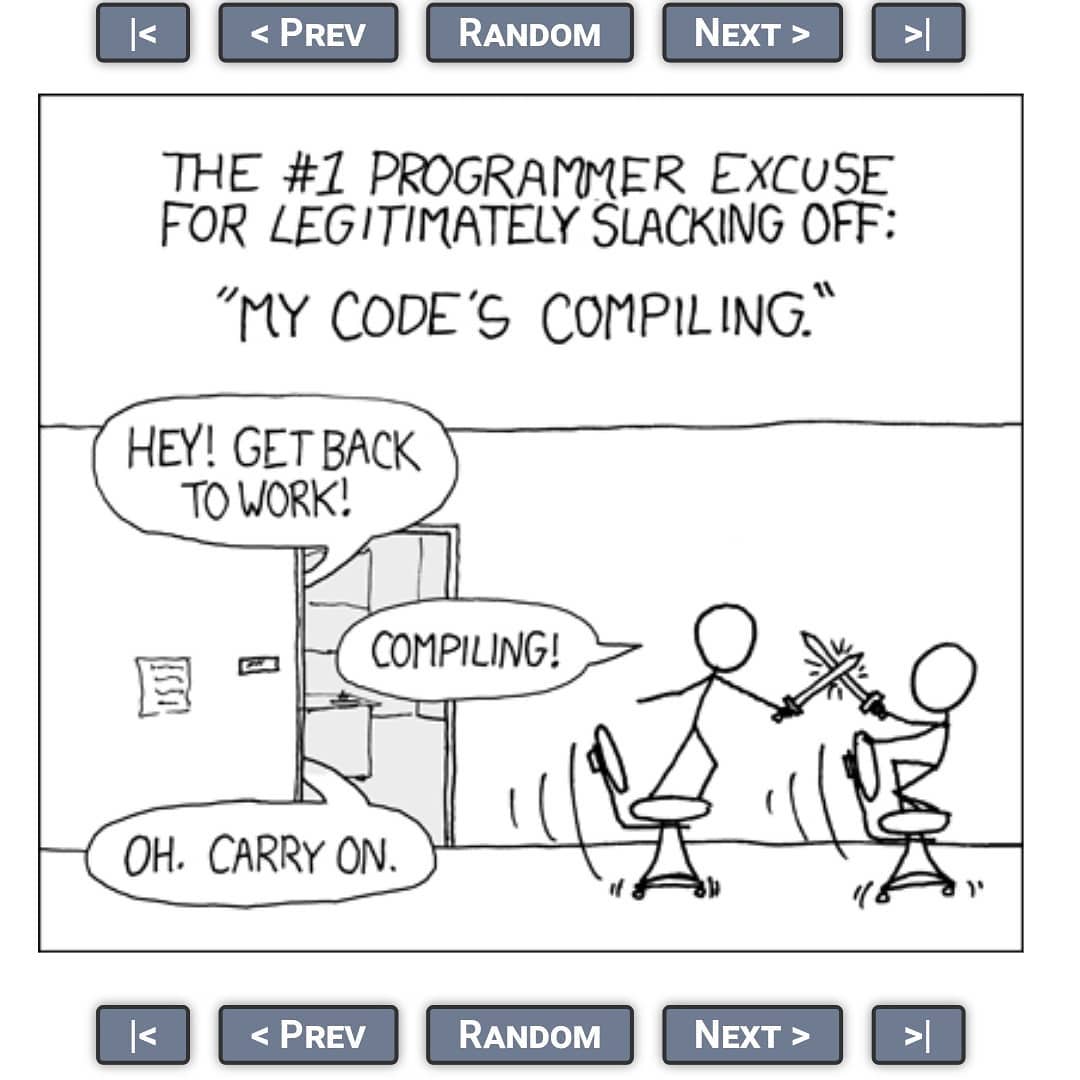 |< < PREV RANDOM NEXT > >|
THE #1 PROGRAMMER EXCUSE
FOR LEGITIMATELY SLACKING OFF:
"MY CODE'S COMPILING."
HEY! GET BACK
TO WORK!
COMPILING!
OH. CARRY ON.
|< < PREV RANDOM NEXT > >|